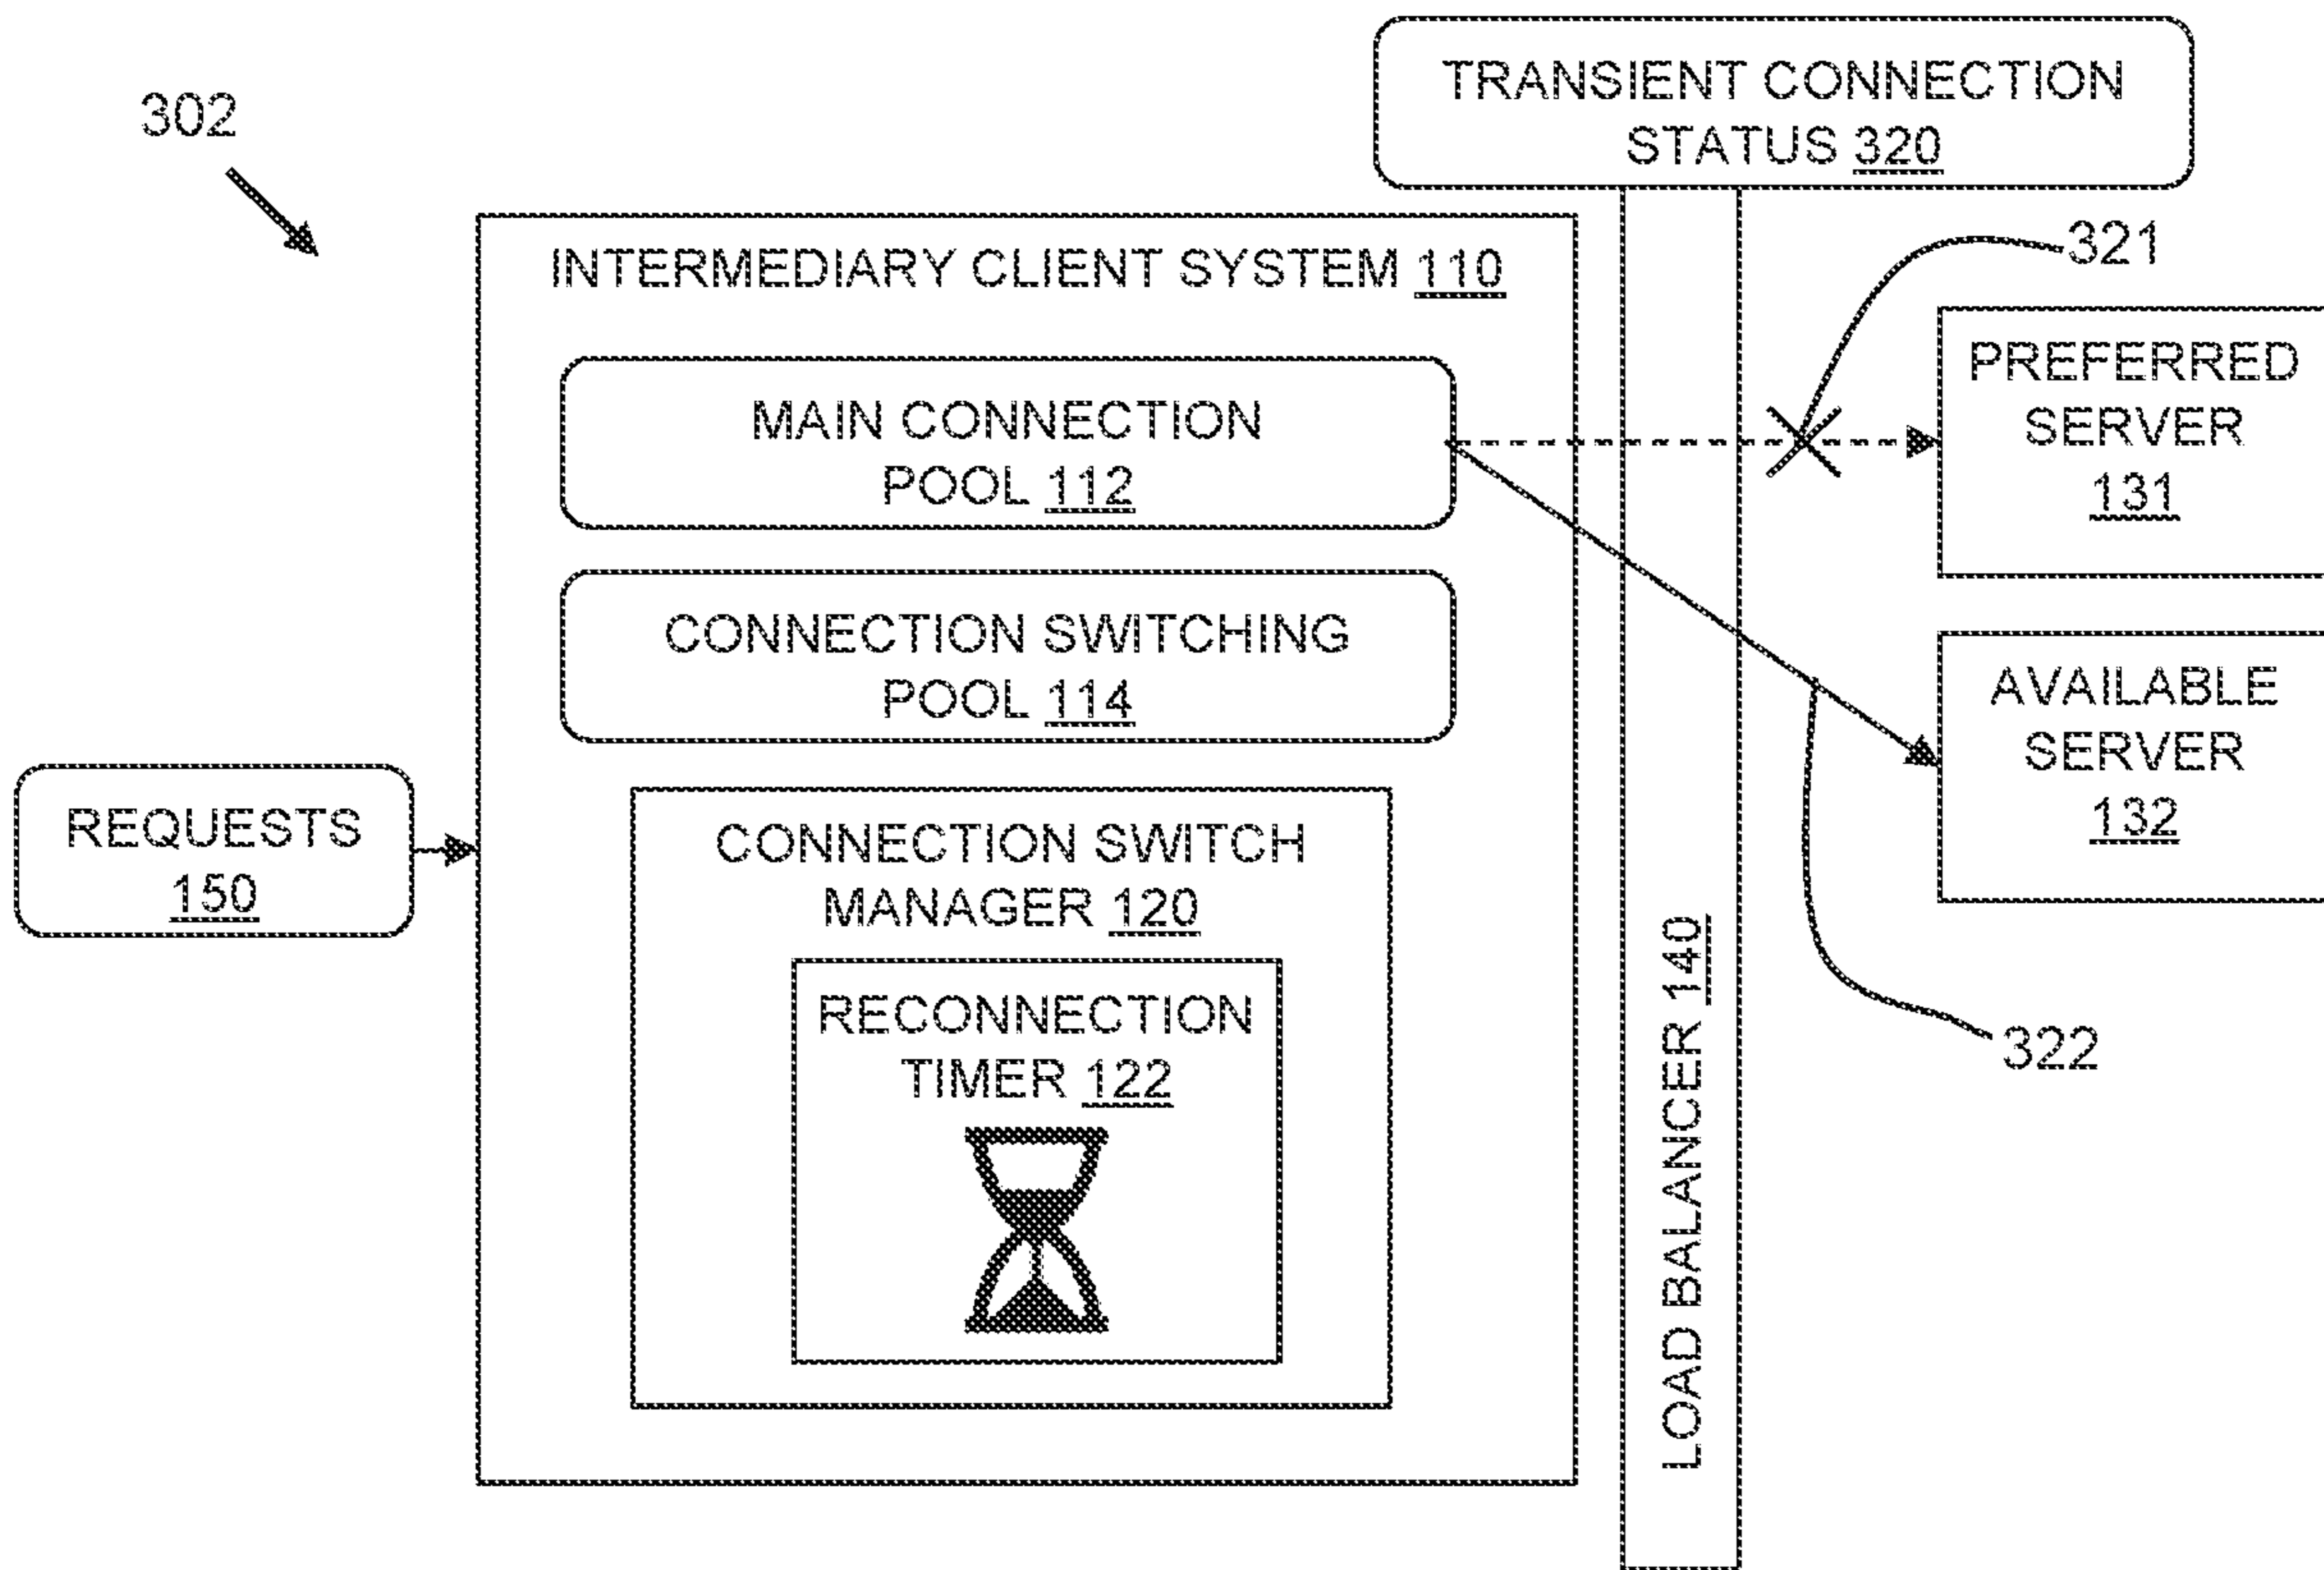 302
TRANSIENT CONNECTION
STATUS 320
INTERMEDIARY CLIENT SYSTEM 110
321
MAIN CONNECTION
POOL 112
PREFERRED
SERVER
131
CONNECTION SWITCHING
POOL 114
AVAILABLE
SERVER
132
REQUESTS
150
CONNECTION SWITCH
MANAGER 120
RECONNECTION
TIMER 122
LOAD BALANCER 140
322